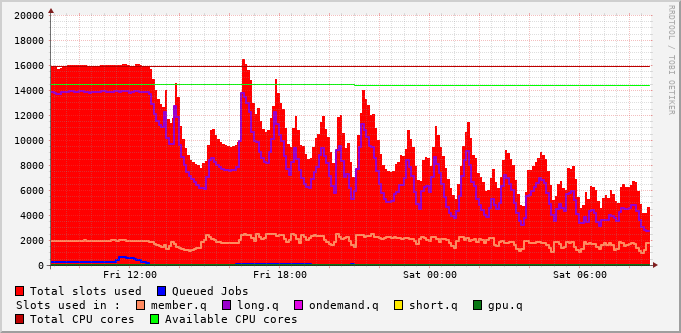 20000
18000
16000
14000
12000
10000
8000
6000
4000
2000
0
Fri 12:00 Fri 18:00 Sat 00:00 Sat 06:00
RRDTOOL / TOBI OETIKER
Total slots used Queued Jobs
Slots used in : member.q long.q ondemand.q short.q gpu.q
Total CPU cores Available CPU cores